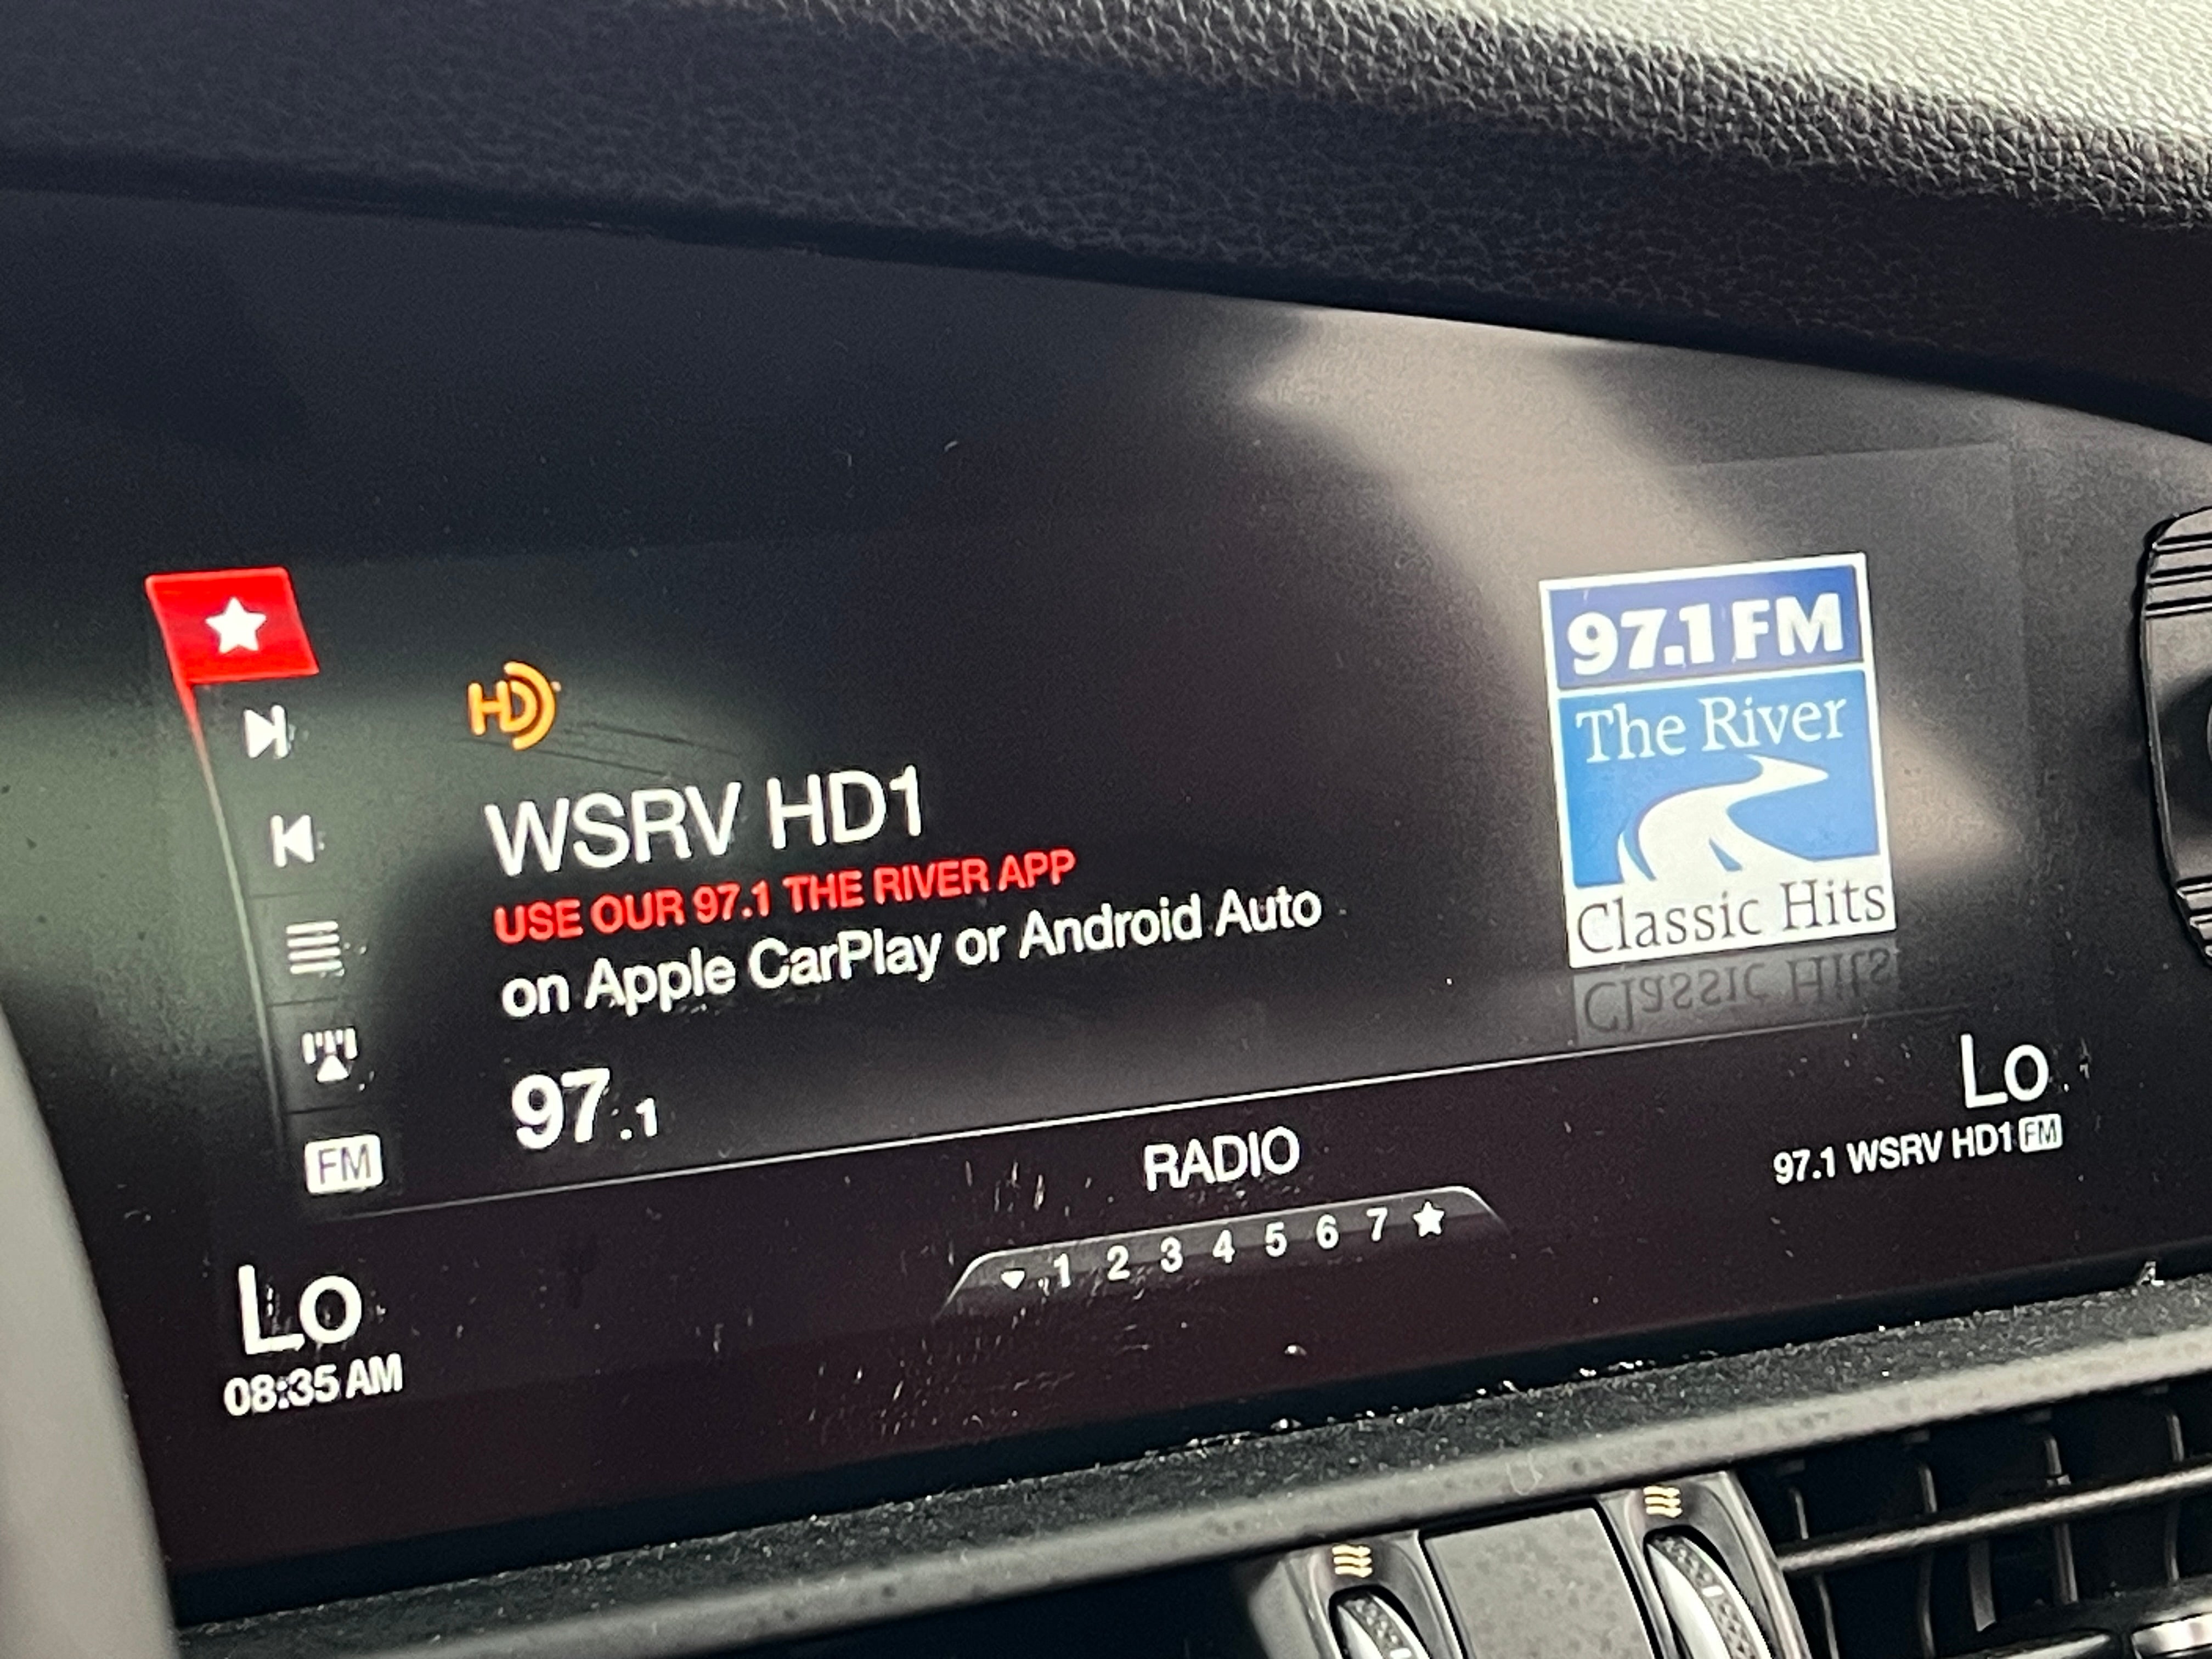 HD
WSRV HD1
USE OUR 97.1 THE RIVER APP
on Apple CarPlay or Android Auto
97.1
FM
97.1 FM
The River
Classic Hits
Lo
97.1 WSRV HD1 FM
RADIO
1 2 3 4 5 6 7
Lo
08:35 AM